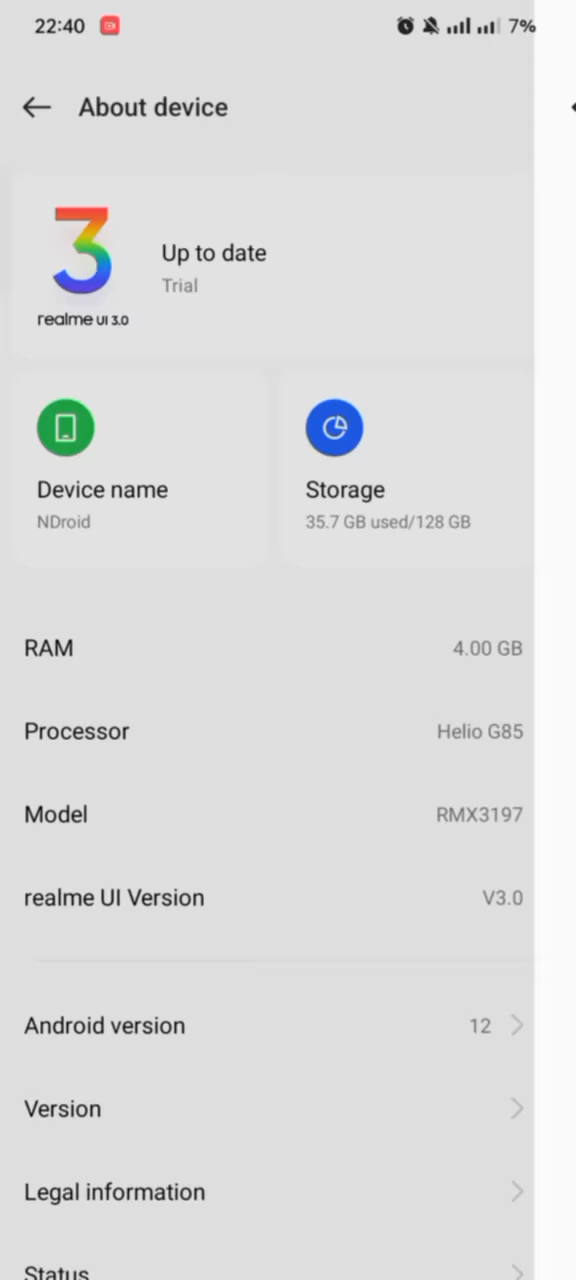 22:40 7%
About device
3
Up to date
Trial
realme UI 3.0
Device name
NDroid
Storage
35.7 GB used/128 GB
RAM 4.00 GB
Processor Helio G85
Model RMX3197
realme UI Version V3.0
Android version 12
Version
Legal information
Status